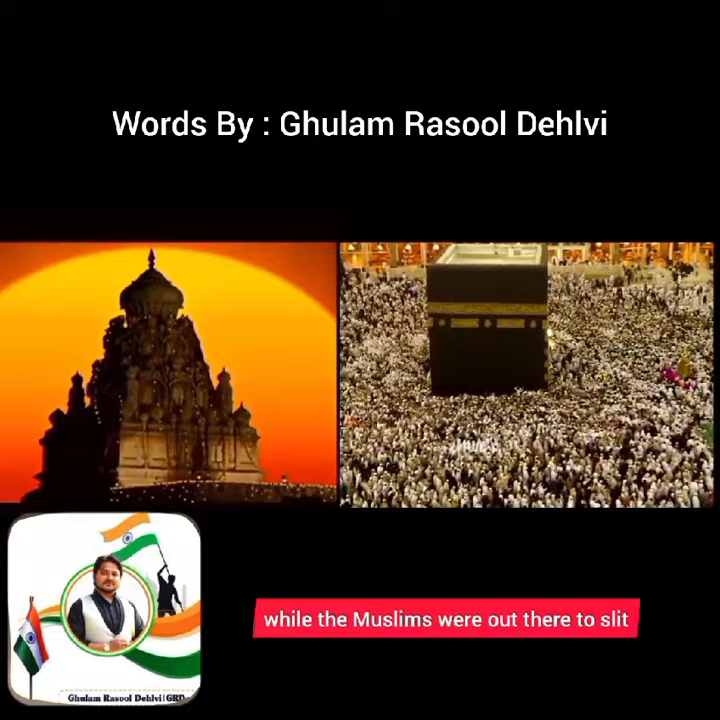 Words By : Ghulam Rasool Dehlvi
while the Muslims were out there to slit
Ghulam Rasool Dehlvi|GRD